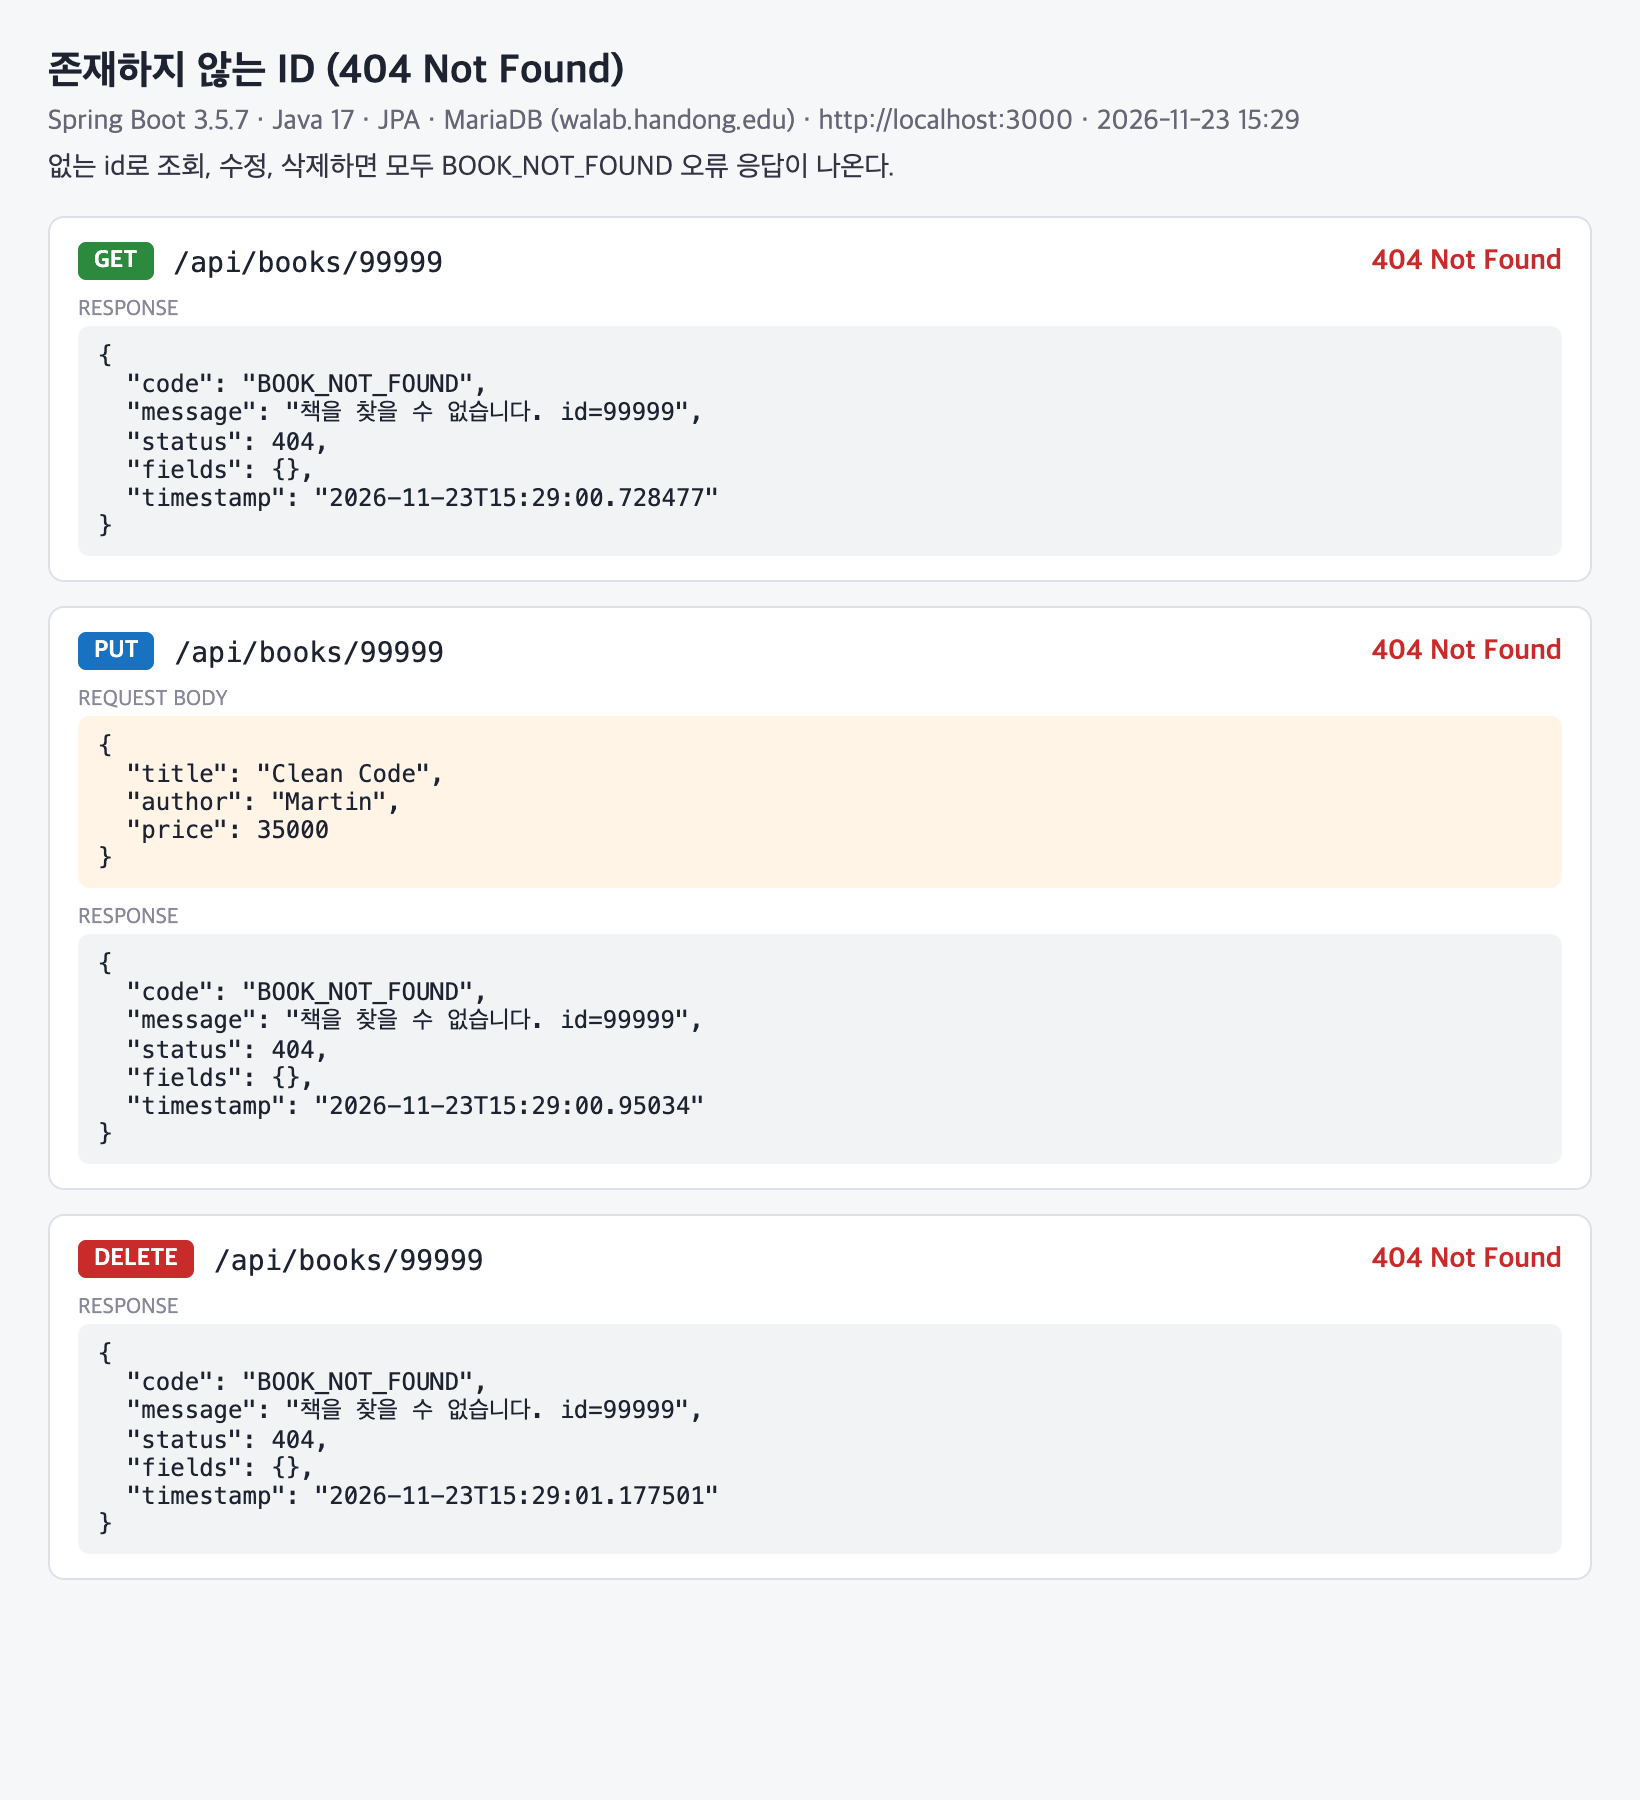 존재하지 않는 ID (404 Not Found)
Spring Boot 3.5.7 · Java 17 · JPA · MariaDB (walab.handong.edu) · http://localhost:3000 · 2026-11-23 15:29
없는 id로 조회, 수정, 삭제하면 모두 BOOK_NOT_FOUND 오류 응답이 나온다.
GET /api/books/99999 404 Not Found
RESPONSE
{
  "code": "BOOK_NOT_FOUND",
  "message": "책을 찾을 수 없습니다. id=99999",
  "status": 404,
  "fields": {},
  "timestamp": "2026-11-23T15:29:00.728477"
}
PUT /api/books/99999 404 Not Found
REQUEST BODY
{
  "title": "Clean Code",
  "author": "Martin",
  "price": 35000
}
RESPONSE
{
  "code": "BOOK_NOT_FOUND",
  "message": "책을 찾을 수 없습니다. id=99999",
  "status": 404,
  "fields": {},
  "timestamp": "2026-11-23T15:29:00.95034"
}
DELETE /api/books/99999 404 Not Found
RESPONSE
{
  "code": "BOOK_NOT_FOUND",
  "message": "책을 찾을 수 없습니다. id=99999",
  "status": 404,
  "fields": {},
  "timestamp": "2026-11-23T15:29:01.177501"
}